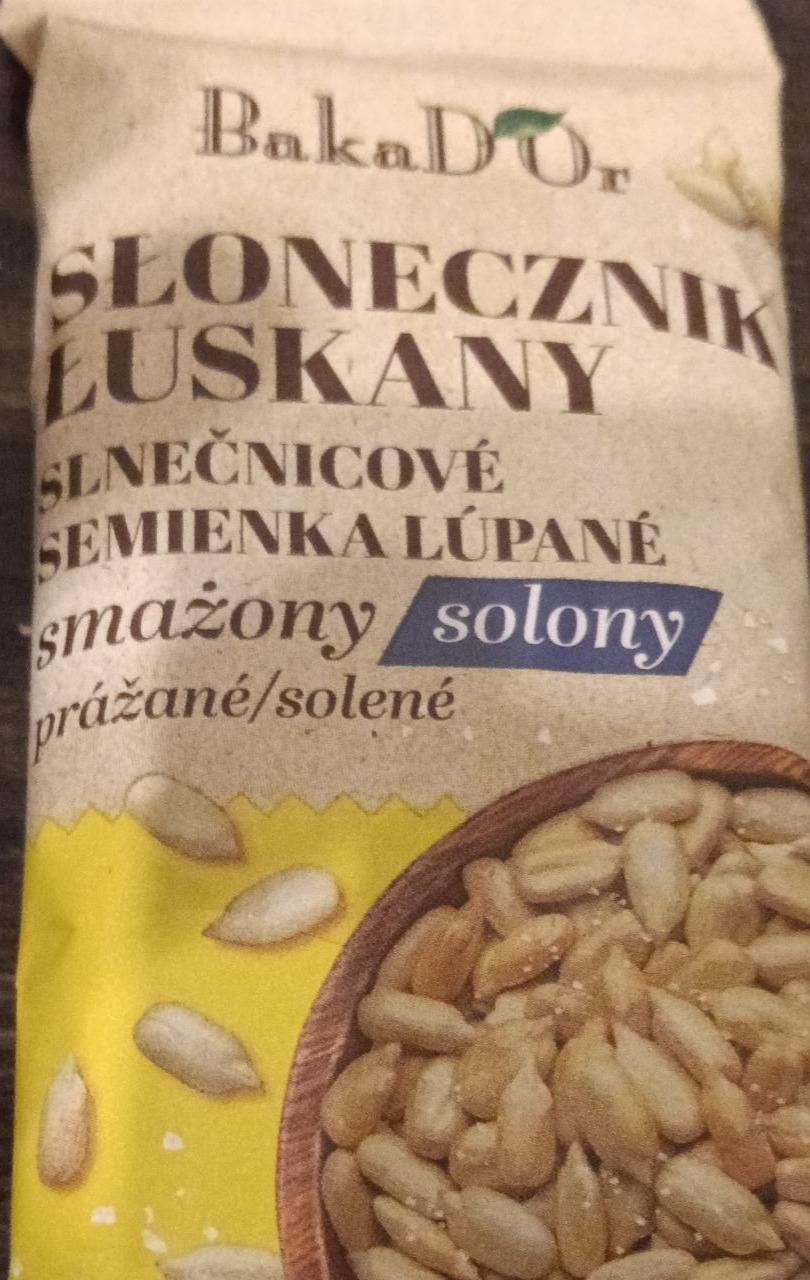 BakaD'Or
SŁONECZNIK
ŁUSKANY
SLNEČNICOVÉ
SEMIENKA LÚPANÉ
smażony solony
prážané/solené